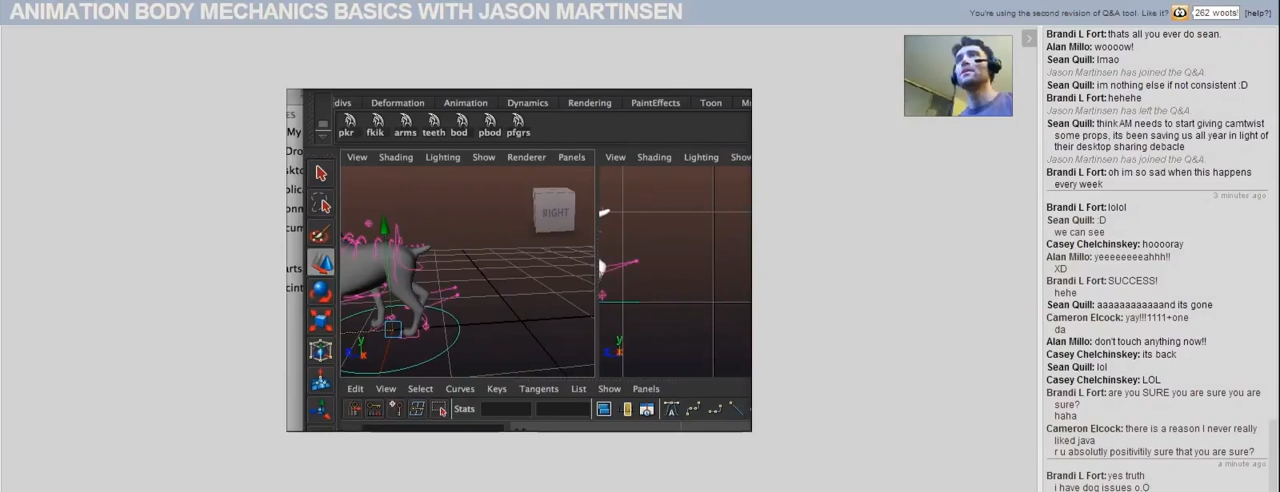 ANIMATION BODY MECHANICS BASICS WITH JASON MARTINSEN
You're using the second revision of Q&A tool. Like it? 262 woots! [help?]
divs Deformation Animation Dynamics Rendering PaintEffects Toon
pkr fkik arms teeth bod pbod pfgrs
View Shading Lighting Show Renderer Panels
View Shading Lighting Show
RIGHT
y
x
y
x
Edit View Select Curves Keys Tangents List Show Panels
Stats
Brandi L Fort: thats all you ever do sean.
Alan Millo: woooow!
Sean Quill: lmao
Jason Martinsen has joined the Q&A.
Sean Quill: im nothing else if not consistent :D
Brandi L Fort: hehehe
Jason Martinsen has left the Q&A.
Sean Quill: think AM needs to start giving camtwist
some props, its been saving us all year in light of
their desktop sharing debacle
Jason Martinsen has joined the Q&A.
Brandi L Fort: oh im so sad when this happens
every week
3 minute ago
Brandi L Fort: lolol
Sean Quill: :D
we can see
Casey Chelchinskey: hooooray
Alan Millo: yeeeeeeeahhh!!
XD
Brandi L Fort: SUCCESS!
hehe
Sean Quill: aaaaaaaaaaand its gone
Cameron Elcock: yay!!!1111+one
da
Alan Millo: don't touch anything now!!
Casey Chelchinskey: its back
Sean Quill: lol
Casey Chelchinskey: LOL
Brandi L Fort: are you SURE you are sure you are
sure?
haha
Cameron Elcock: there is a reason I never really
liked java
r u absolutly positivitily sure that you are sure?
a minute ago
Brandi L Fort: yes truth
i have dog issues o.O